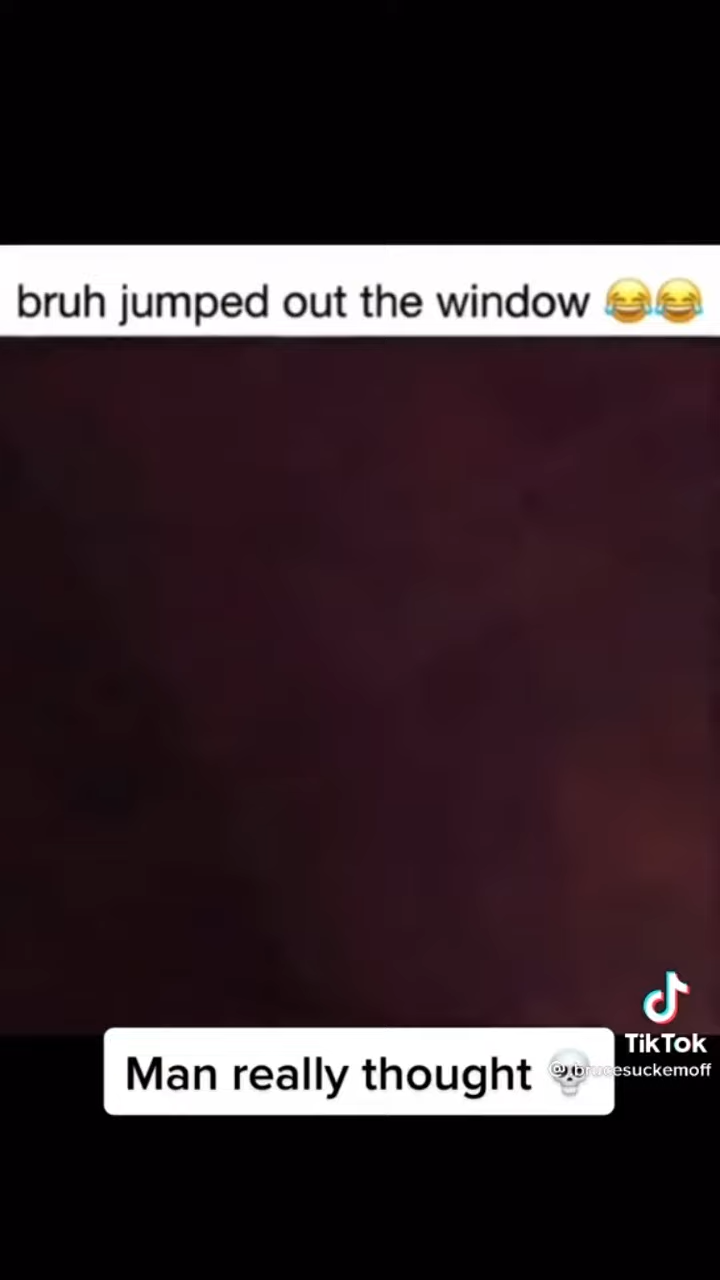 bruh jumped out the window 😂😂
TikTok
Man really thought 💀